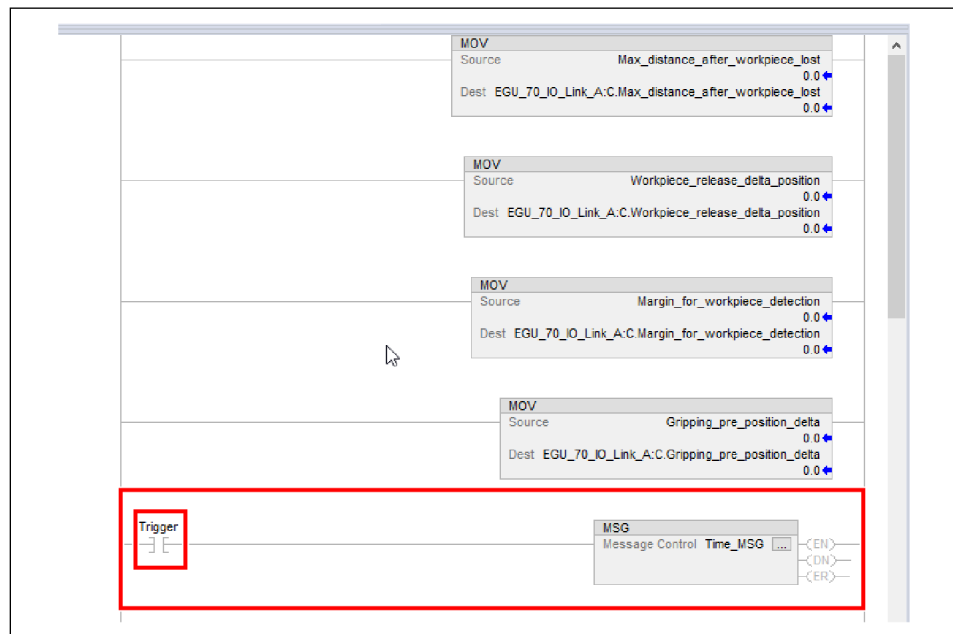 MOV
Source Max_distance_after_workpiece_lost
0.0
Dest EGU_70_IO_Link_A:C.Max_distance_after_workpiece_lost
0.0
MOV
Source Workpiece_release_delta_position
0.0
Dest EGU_70_IO_Link_A:C.Workpiece_release_delta_position
0.0
MOV
Source Margin_for_workpiece_detection
0.0
Dest EGU_70_IO_Link_A:C.Margin_for_workpiece_detection
0.0
MOV
Source Gripping_pre_position_delta
0.0
Dest EGU_70_IO_Link_A:C.Gripping_pre_position_delta
0.0
Trigger
MSG
Message Control Time_MSG ...
(EN)
(DN)
(ER)